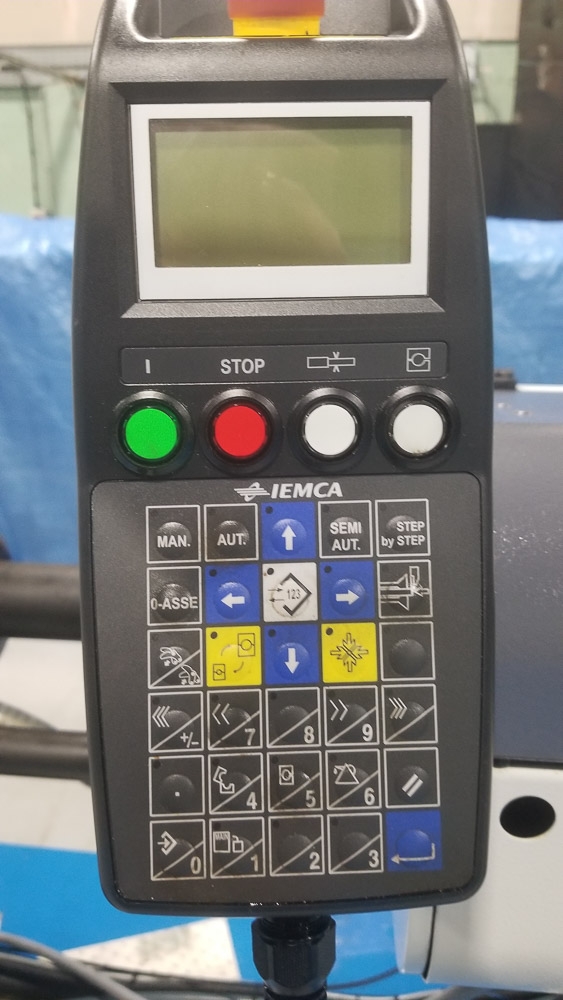 I STOP
IEMCA
MAN. AUT. SEMI AUT. STEP by STEP
0-ASSE 123
+/- 7 8 9
. 4 5 6
MAIN
0 1 2 3